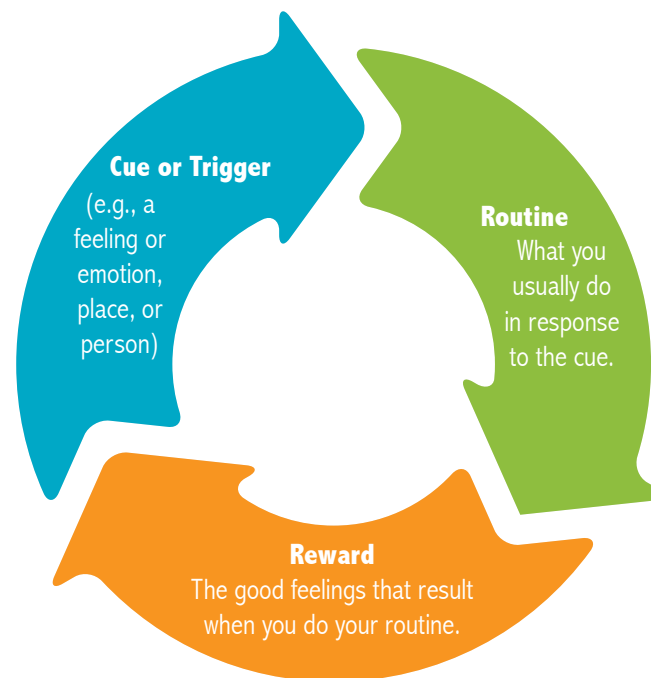 Cue or Trigger
(e.g., a
feeling or
emotion,
place, or
person)
Routine
What you
usually do
in response
to the cue.
Reward
The good feelings that result
when you do your routine.